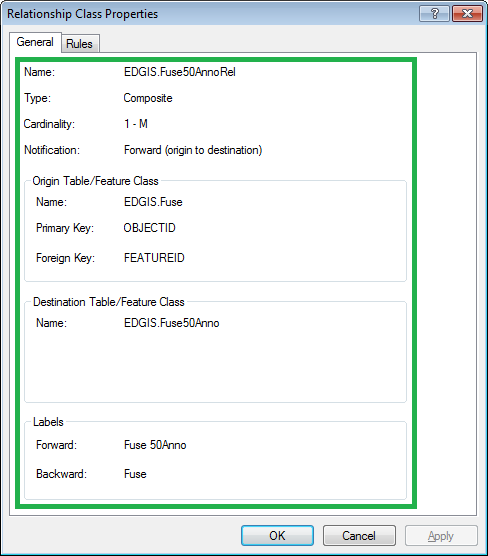 Relationship Class Properties
General Rules
Name: EDGIS.Fuse50AnnoRel
Type: Composite
Cardinality: 1 - M
Notification: Forward (origin to destination)
Origin Table/Feature Class
Name: EDGIS.Fuse
Primary Key: OBJECTID
Foreign Key: FEATUREID
Destination Table/Feature Class
Name: EDGIS.Fuse50Anno
Labels
Forward: Fuse 50Anno
Backward: Fuse
OK Cancel Apply